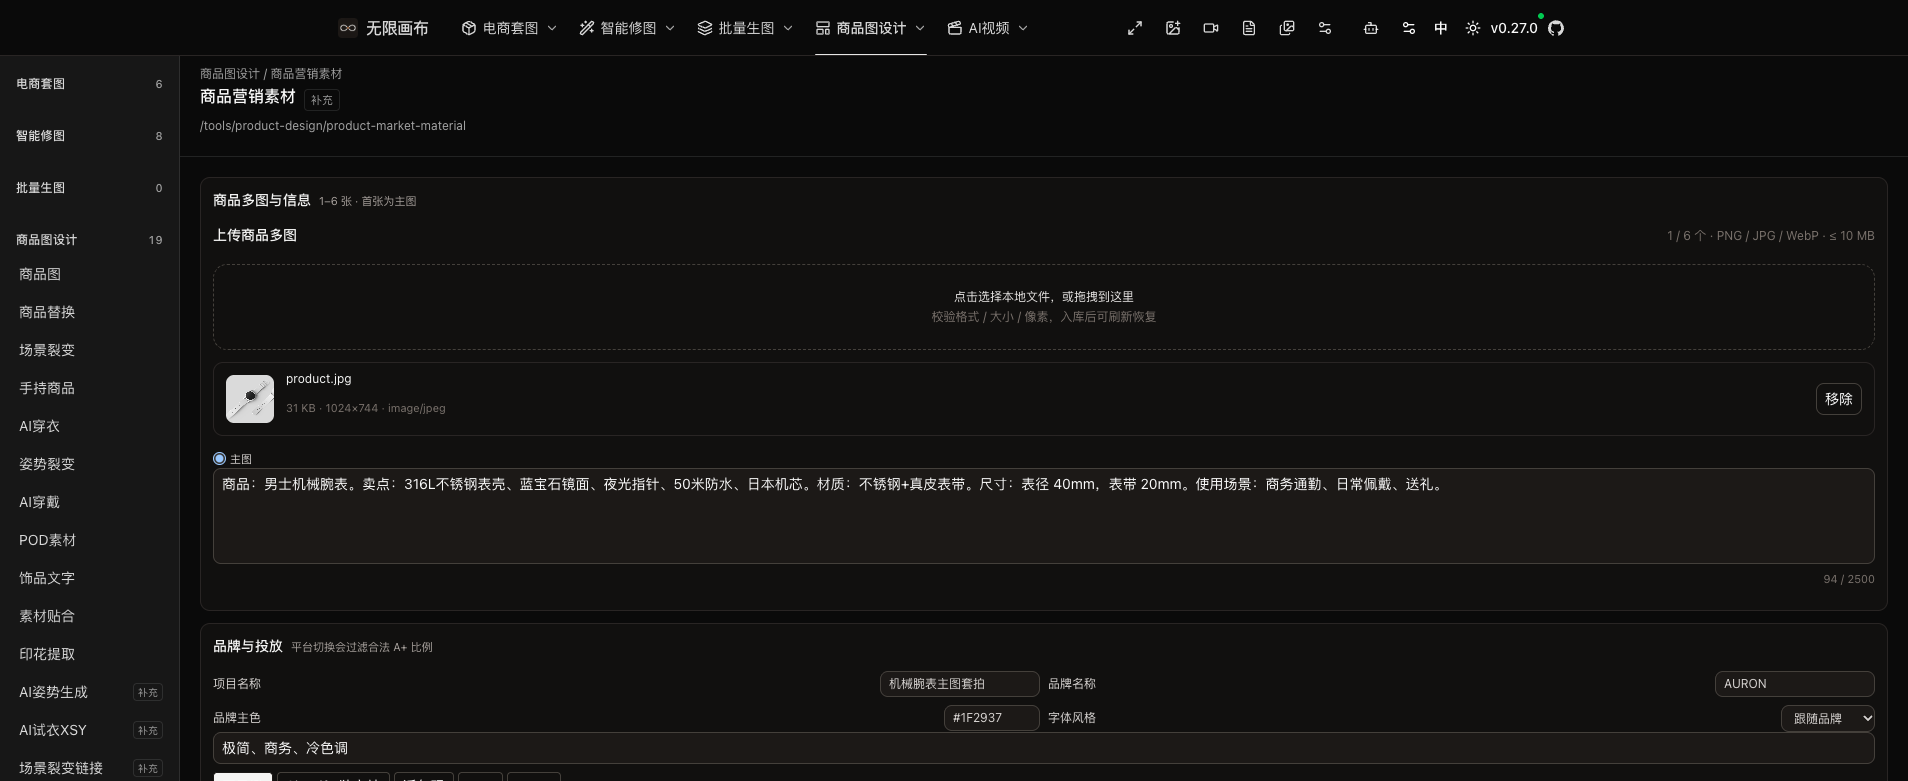 无限画布
电商套图
智能修图
批量生图
商品图设计
AI视频
中
v0.27.0
电商套图 6
智能修图 8
批量生图 0
商品图设计 19
商品图
商品替换
场景裂变
手持商品
AI穿衣
姿势裂变
AI穿戴
POD素材
饰品文字
素材贴合
印花提取
AI姿势生成 补充
AI试衣XSY 补充
场景裂变链接 补充
商品图设计 / 商品营销素材
商品营销素材 补充
/tools/product-design/product-market-material
商品多图与信息 1–6 张 · 首张为主图
上传商品多图
1 / 6 个 · PNG / JPG / WebP · ≤ 10 MB
点击选择本地文件，或拖拽到这里
校验格式 / 大小 / 像素，入库后可刷新恢复
product.jpg
31 KB · 1024×744 · image/jpeg
移除
主图
商品：男士机械腕表。卖点：316L不锈钢表壳、蓝宝石镜面、夜光指针、50米防水、日本机芯。材质：不锈钢+真皮表带。尺寸：表径 40mm，表带 20mm。使用场景：商务通勤、日常佩戴、送礼。
94 / 2500
品牌与投放 平台切换会过滤合法 A+ 比例
项目名称 机械腕表主图套拍 品牌名称 AURON
品牌主色 #1F2937 字体风格 跟随品牌
极简、商务、冷色调